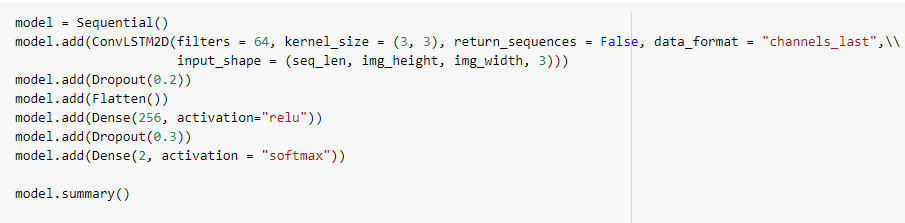 model = Sequential()
model.add(ConvLSTM2D(filters = 64, kernel_size = (3, 3), return_sequences = False, data_format = "channels_last",\\
input_shape = (seq_len, img_height, img_width, 3)))
model.add(Dropout(0.2))
model.add(Flatten())
model.add(Dense(256, activation="relu"))
model.add(Dropout(0.3))
model.add(Dense(2, activation = "softmax"))
model.summary()